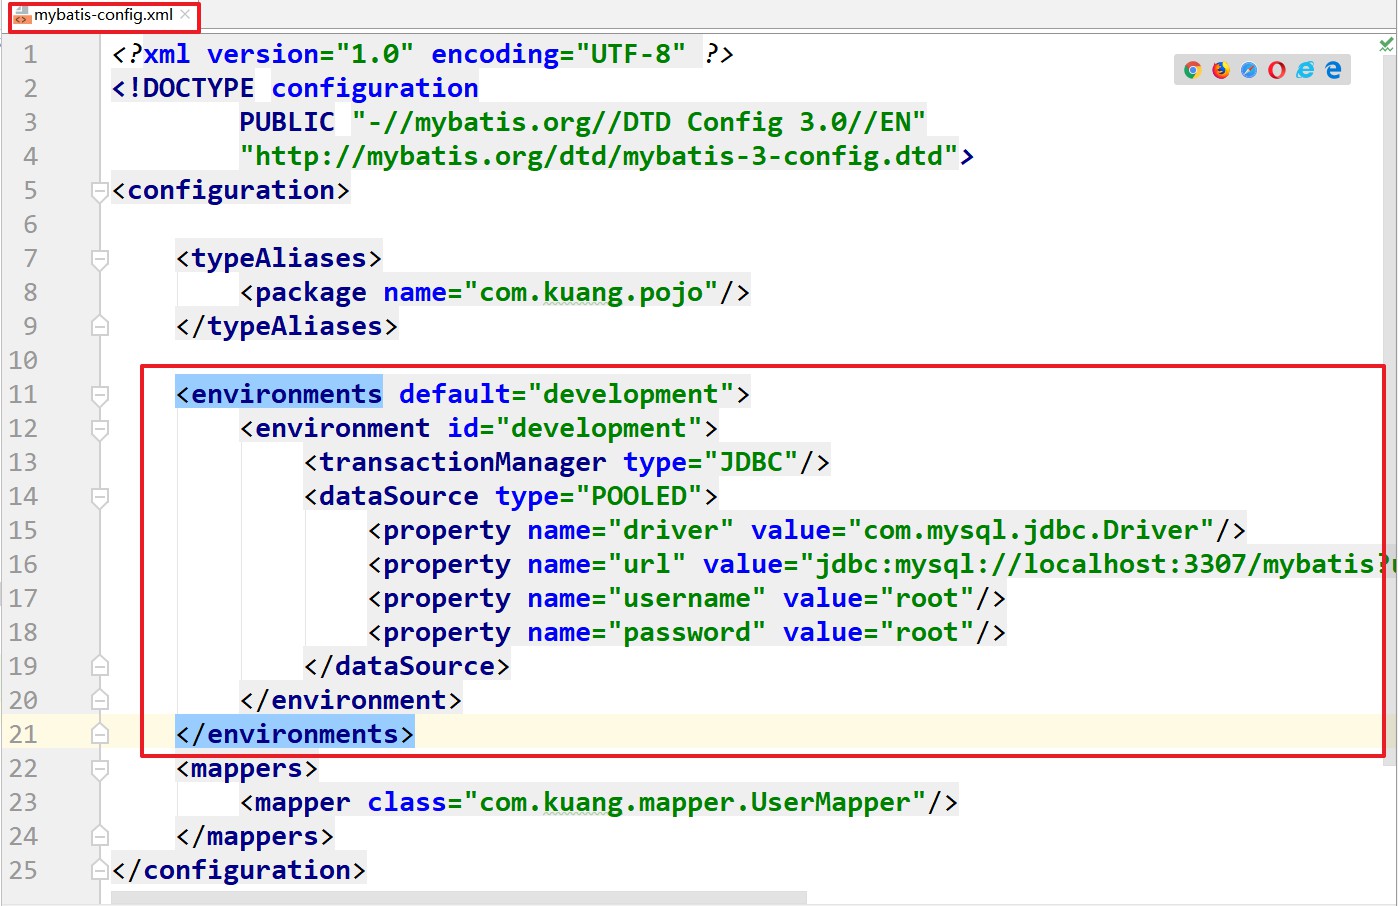 mybatis-config.xml
1 <?xml version="1.0" encoding="UTF-8" ?>
2 <!DOCTYPE configuration
3 PUBLIC "-//mybatis.org//DTD Config 3.0//EN"
4 "http://mybatis.org/dtd/mybatis-3-config.dtd">
5 <configuration>
6
7 <typeAliases>
8 <package name="com.kuang.pojo"/>
9 </typeAliases>
10
11 <environments default="development">
12 <environment id="development">
13 <transactionManager type="JDBC"/>
14 <dataSource type="POOLED">
15 <property name="driver" value="com.mysql.jdbc.Driver"/>
16 <property name="url" value="jdbc:mysql://localhost:3307/mybatis?
17 <property name="username" value="root"/>
18 <property name="password" value="root"/>
19 </dataSource>
20 </environment>
21 </environments>
22 <mappers>
23 <mapper class="com.kuang.mapper.UserMapper"/>
24 </mappers>
25 </configuration>